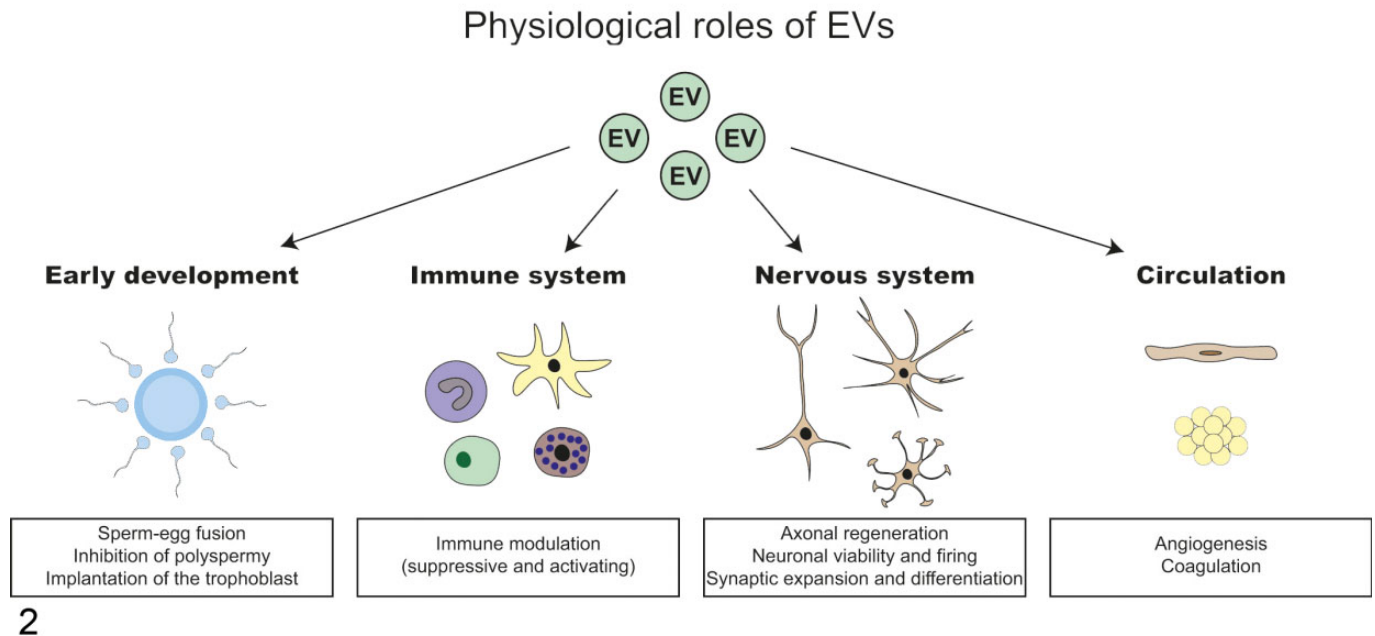 Physiological roles of EVs
EV
EV
EV
EV
Early development
Immune system
Nervous system
Circulation
Sperm-egg fusion
Inhibition of polyspermy
Implantation of the trophoblast
Immune modulation
(suppressive and activating)
Axonal regeneration
Neuronal viability and firing
Synaptic expansion and differentiation
Angiogenesis
Coagulation
2